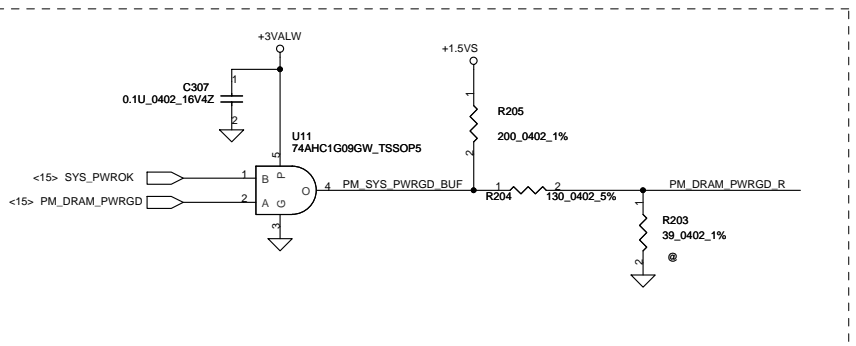 +3VALW
+1.5VS
1
C307
0.1U_0402_16V4Z
2
1
R205
200_0402_1%
2
U11
74AHC1G09GW_TSSOP5
5
P
<15> SYS_PWROK
1
B
O
4
PM_SYS_PWRGD_BUF
1
R204
2
130_0402_5%
PM_DRAM_PWRGD_R
<15> PM_DRAM_PWRGD
2
A
G
3
1
R203
39_0402_1%
2
@